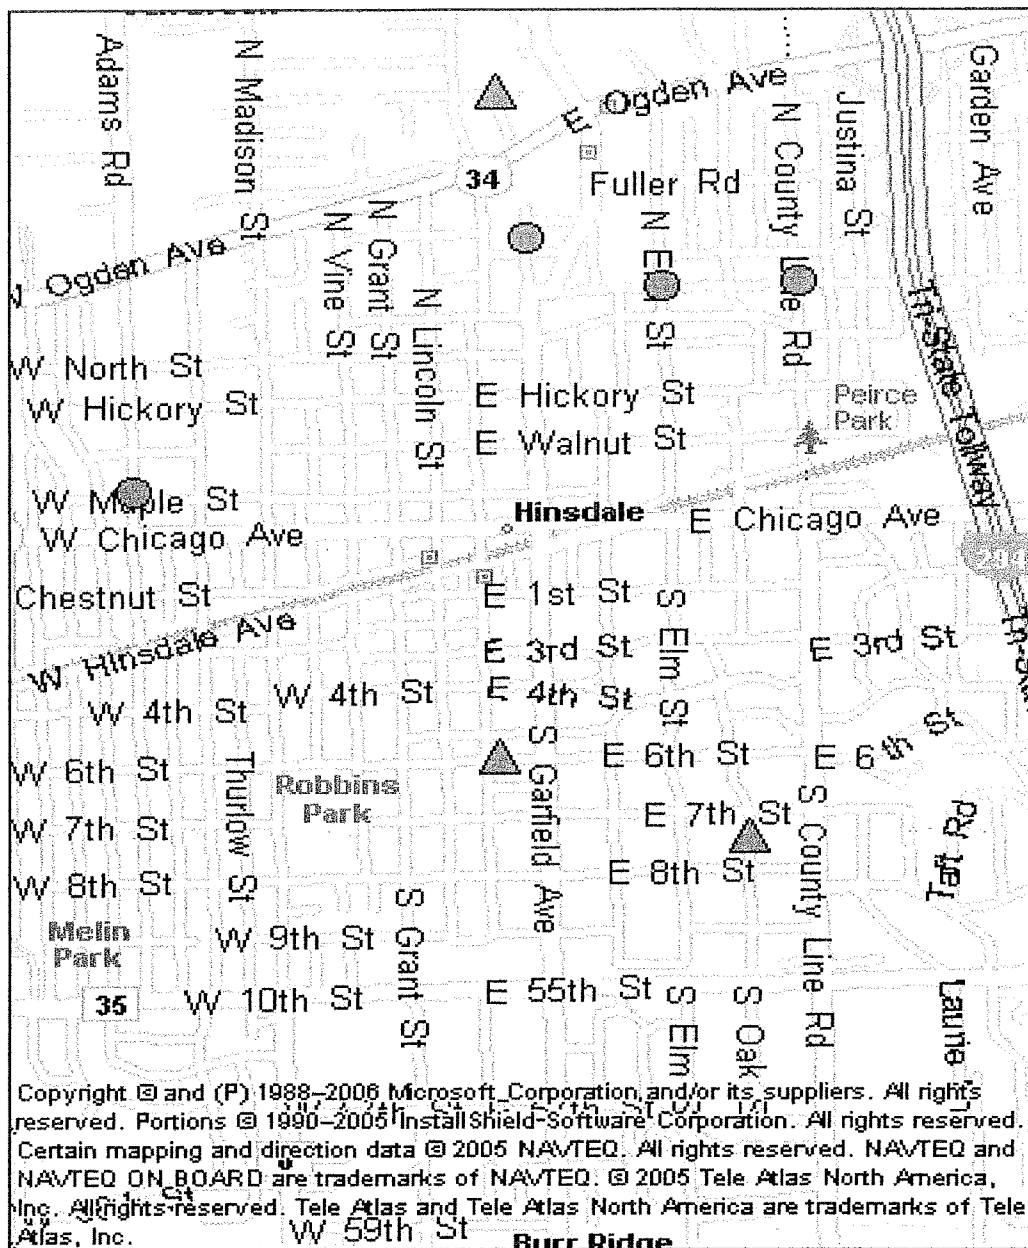 Adams Rd
N Madison St
E Ogden Ave
34
Fuller Rd
N County Line Rd
Justina St
Garden Ave
W Ogden Ave
N Vine St
N Grant St
N Lincoln St
St
Tri-State Tollway
W North St
W Hickory St
E Hickory St
Peirce
Park
E Walnut St
W Maple St
W Chicago Ave
Hinsdale
E Chicago Ave
294
Chestnut St
W Hinsdale Ave
E 1st St
S Elm St
E 3rd St
E 3rd St
W 4th St
W 4th St
E 4th St
W 6th St
Thurlow St
Robbins
Park
S Garfield Ave
E 6th St
E 6th St
W 7th St
E 7th St
S County Line Rd
W 8th St
E 8th St
Melin
Park
W 9th St
S Grant St
35
W 10th St
E 55th St
S Elm
S Oak
Laurie
Copyright © and (P) 1988–2006 Microsoft Corporation and/or its suppliers. All rights
reserved. Portions © 1990–2005 InstallShield Software Corporation. All rights reserved.
Certain mapping and direction data © 2005 NAVTEQ. All rights reserved. NAVTEQ and
NAVTEQ ON BOARD are trademarks of NAVTEQ. © 2005 Tele Atlas North America,
Inc. All rights reserved. Tele Atlas and Tele Atlas North America are trademarks of Tele
Atlas, Inc.
W 59th St
Burr Ridge